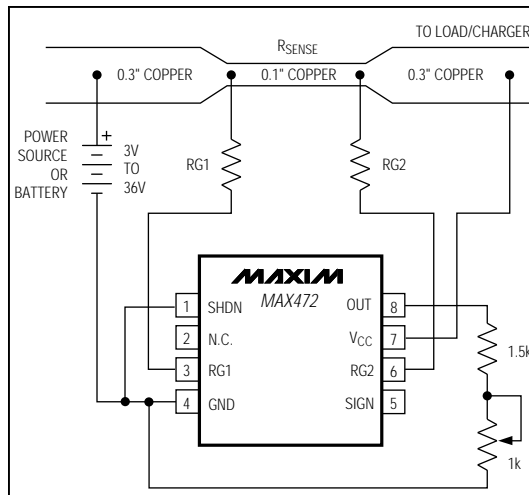 TO LOAD/CHARGER
RSENSE
0.3" COPPER
0.1" COPPER
0.3" COPPER
POWER
SOURCE
OR
BATTERY
+
3V
TO
36V
RG1
RG2
MAXIM
MAX472
1 SHDN
OUT 8
2 N.C.
VCC 7
3 RG1
RG2 6
4 GND
SIGN 5
1.5k
1k